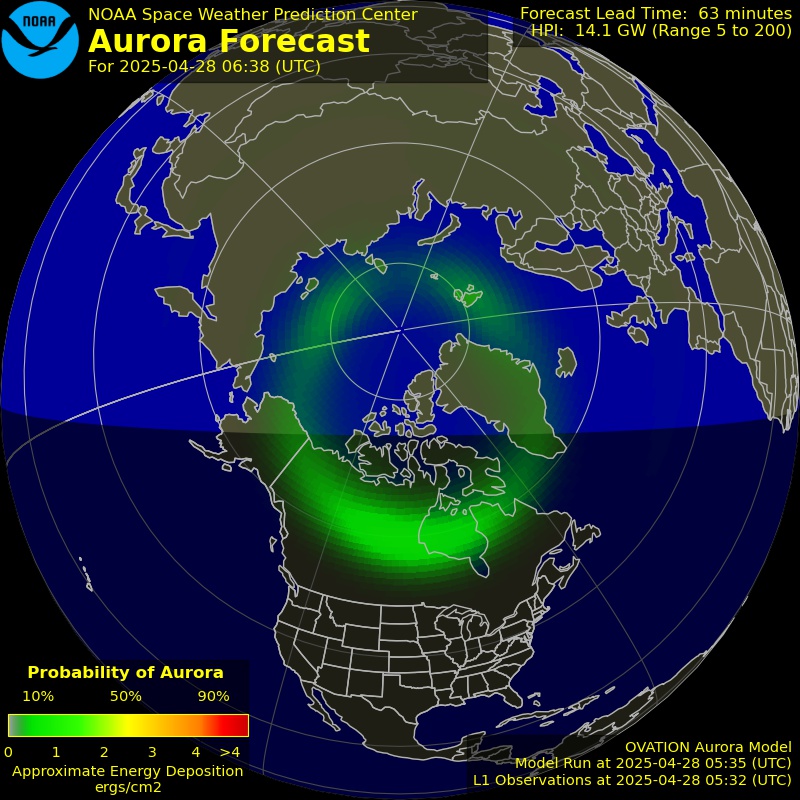 NOAA
NOAA Space Weather Prediction Center
Aurora Forecast
For 2025-04-28 06:38 (UTC)
Forecast Lead Time: 63 minutes
HPI: 14.1 GW (Range 5 to 200)
Probability of Aurora
10% 50% 90%
0 1 2 3 4 >4
Approximate Energy Deposition
ergs/cm2
OVATION Aurora Model
Model Run at 2025-04-28 05:35 (UTC)
L1 Observations at 2025-04-28 05:32 (UTC)